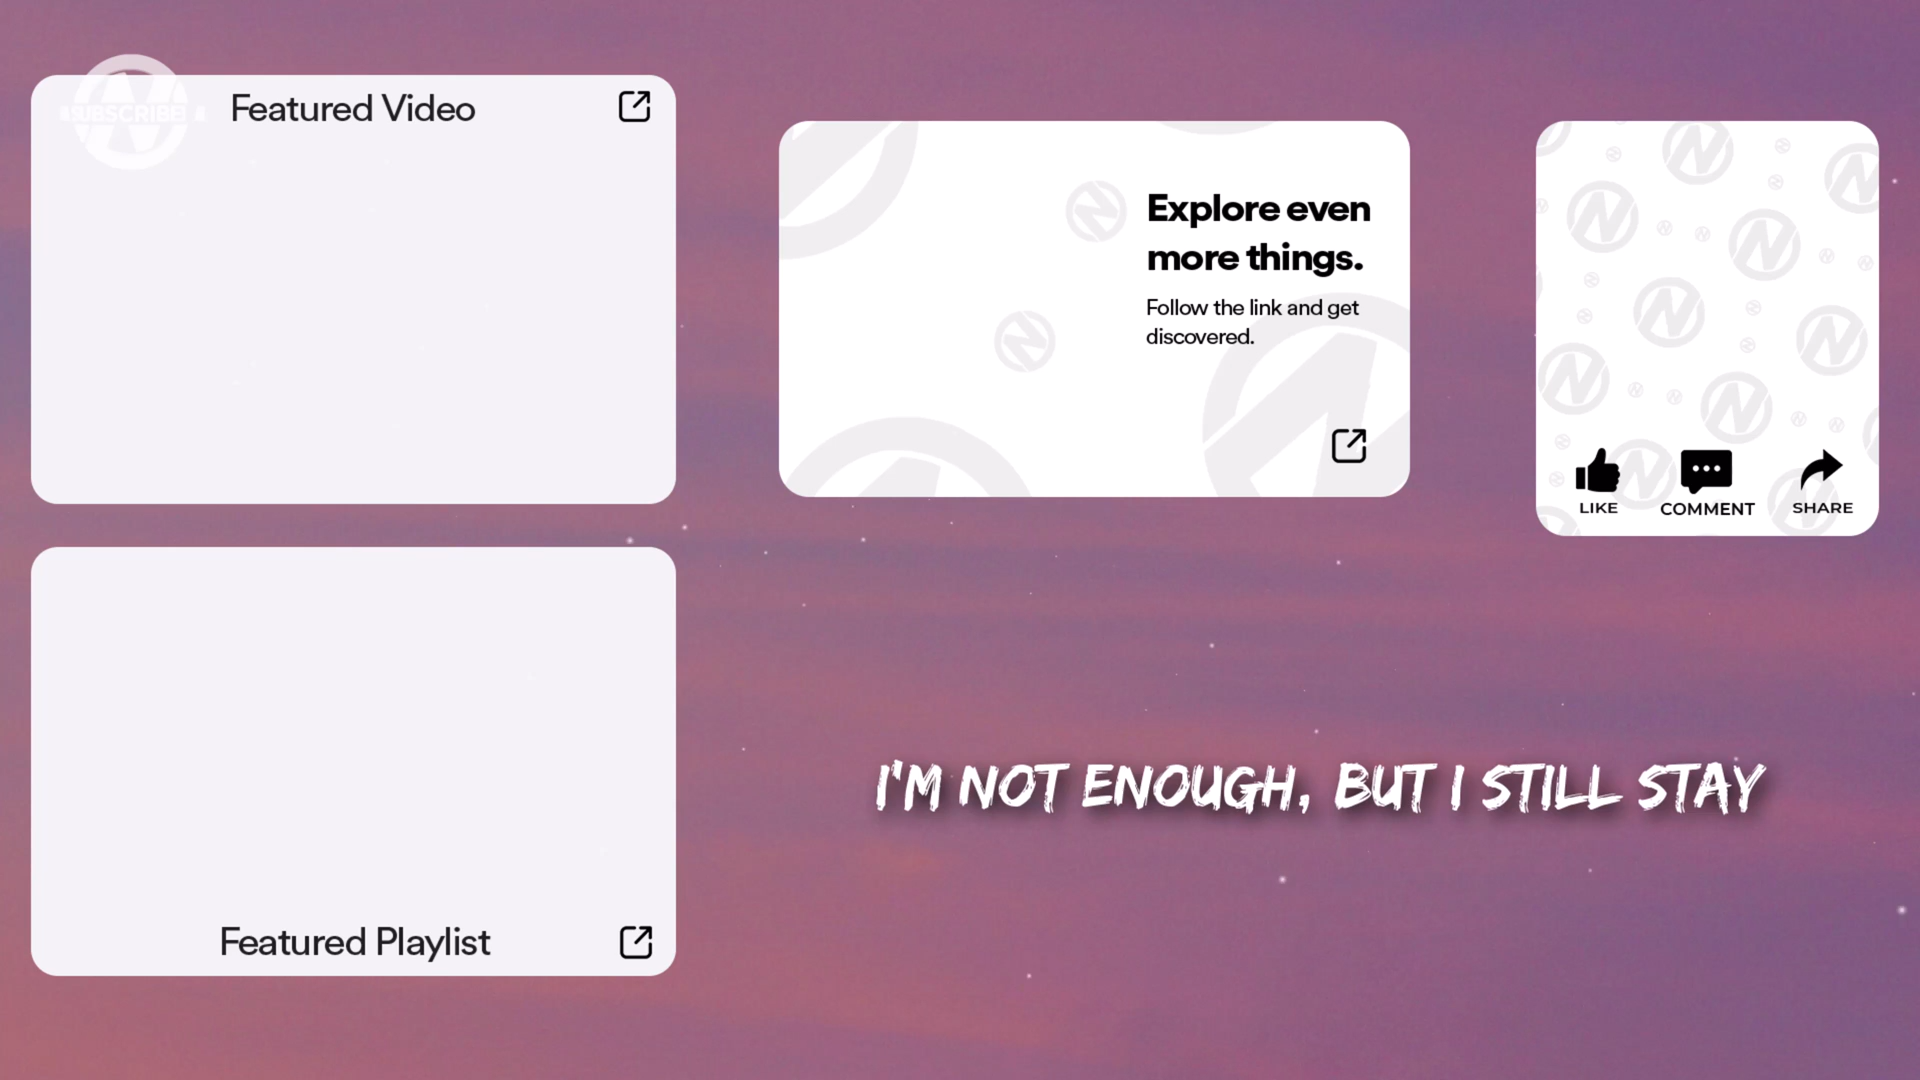 SUBSCRIBE
Featured Video
Explore even
more things.
Follow the link and get
discovered.
LIKE
COMMENT
SHARE
I'M NOT ENOUGH, BUT I STILL STAY
Featured Playlist